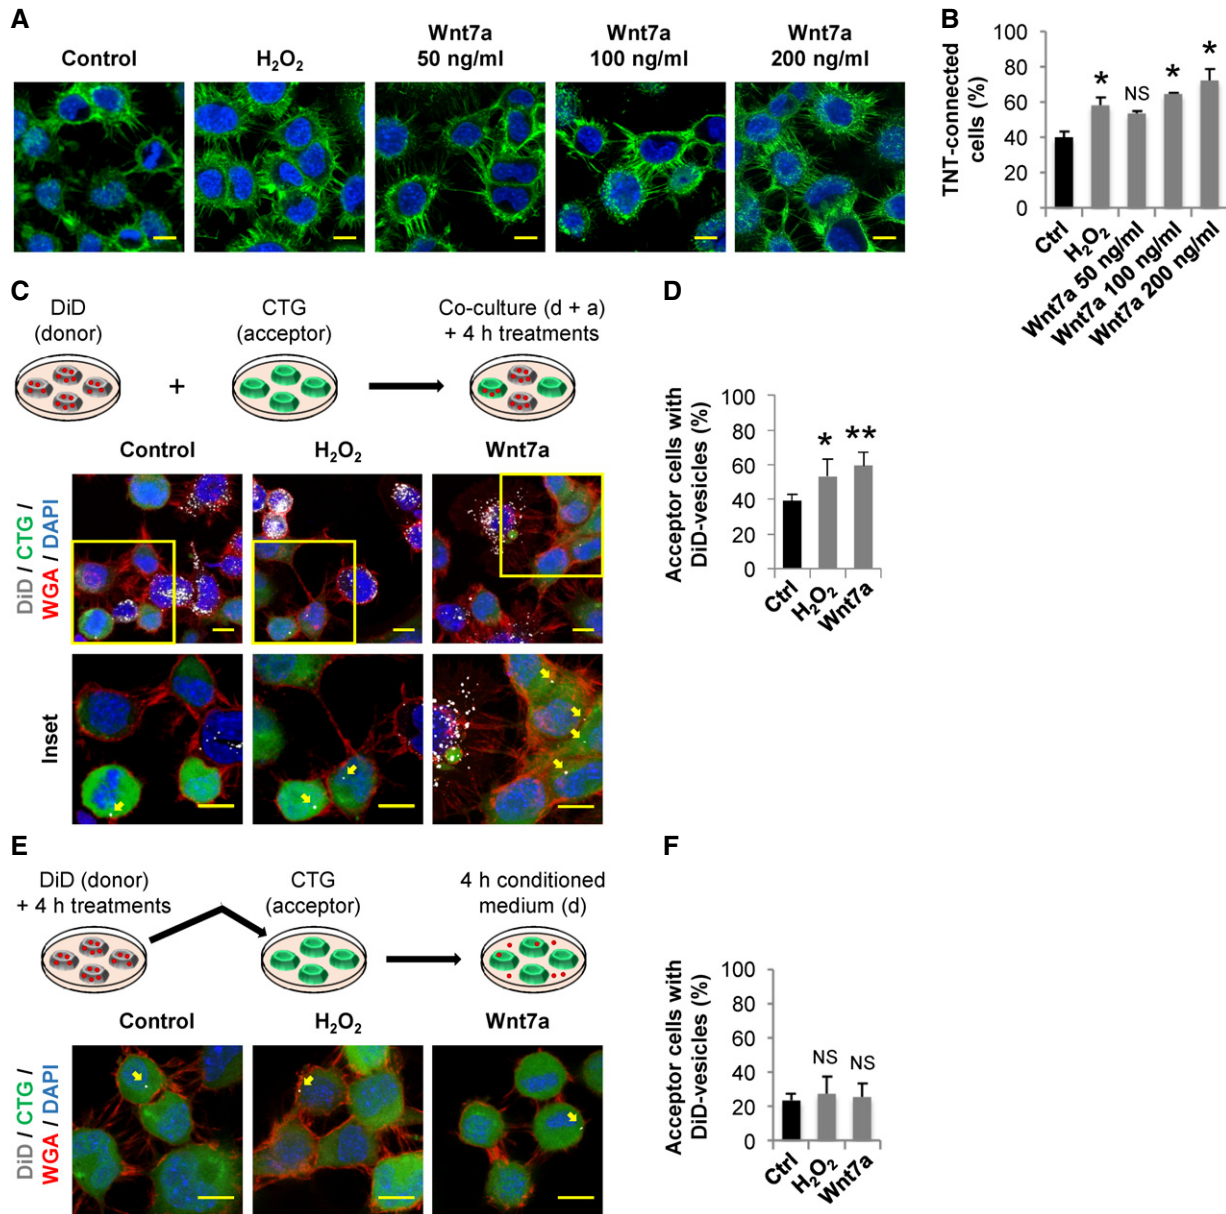 A
Control
H₂O₂
Wnt7a
50 ng/ml
Wnt7a
100 ng/ml
Wnt7a
200 ng/ml
B
TNT-connected
cells (%)
100
80
60
40
20
0
*
NS
*
*
Ctrl
H₂O₂
Wnt7a 50 ng/ml
Wnt7a 100 ng/ml
Wnt7a 200 ng/ml
C
DiD
(donor)
+
CTG
(acceptor)
Co-culture (d + a)
+ 4 h treatments
Control
H₂O₂
Wnt7a
DiD / CTG /
WGA / DAPI
Inset
D
Acceptor cells with
DiD-vesicles (%)
100
80
60
40
20
0
*
**
Ctrl
H₂O₂
Wnt7a
E
DiD (donor)
+ 4 h treatments
CTG
(acceptor)
4 h conditioned
medium (d)
Control
H₂O₂
Wnt7a
DiD / CTG /
WGA / DAPI
F
Acceptor cells with
DiD-vesicles (%)
100
80
60
40
20
0
NS
NS
Ctrl
H₂O₂
Wnt7a